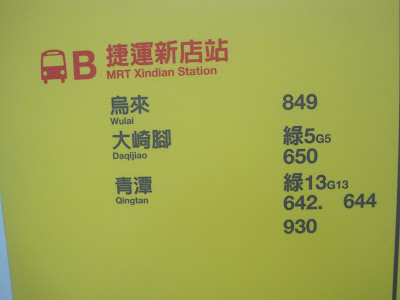 B 捷運新店站
MRT Xindian Station
烏來 849
Wulai
大崎腳 綠5G5
Daqijiao 650
青潭 綠13G13
Qingtan 642. 644
930